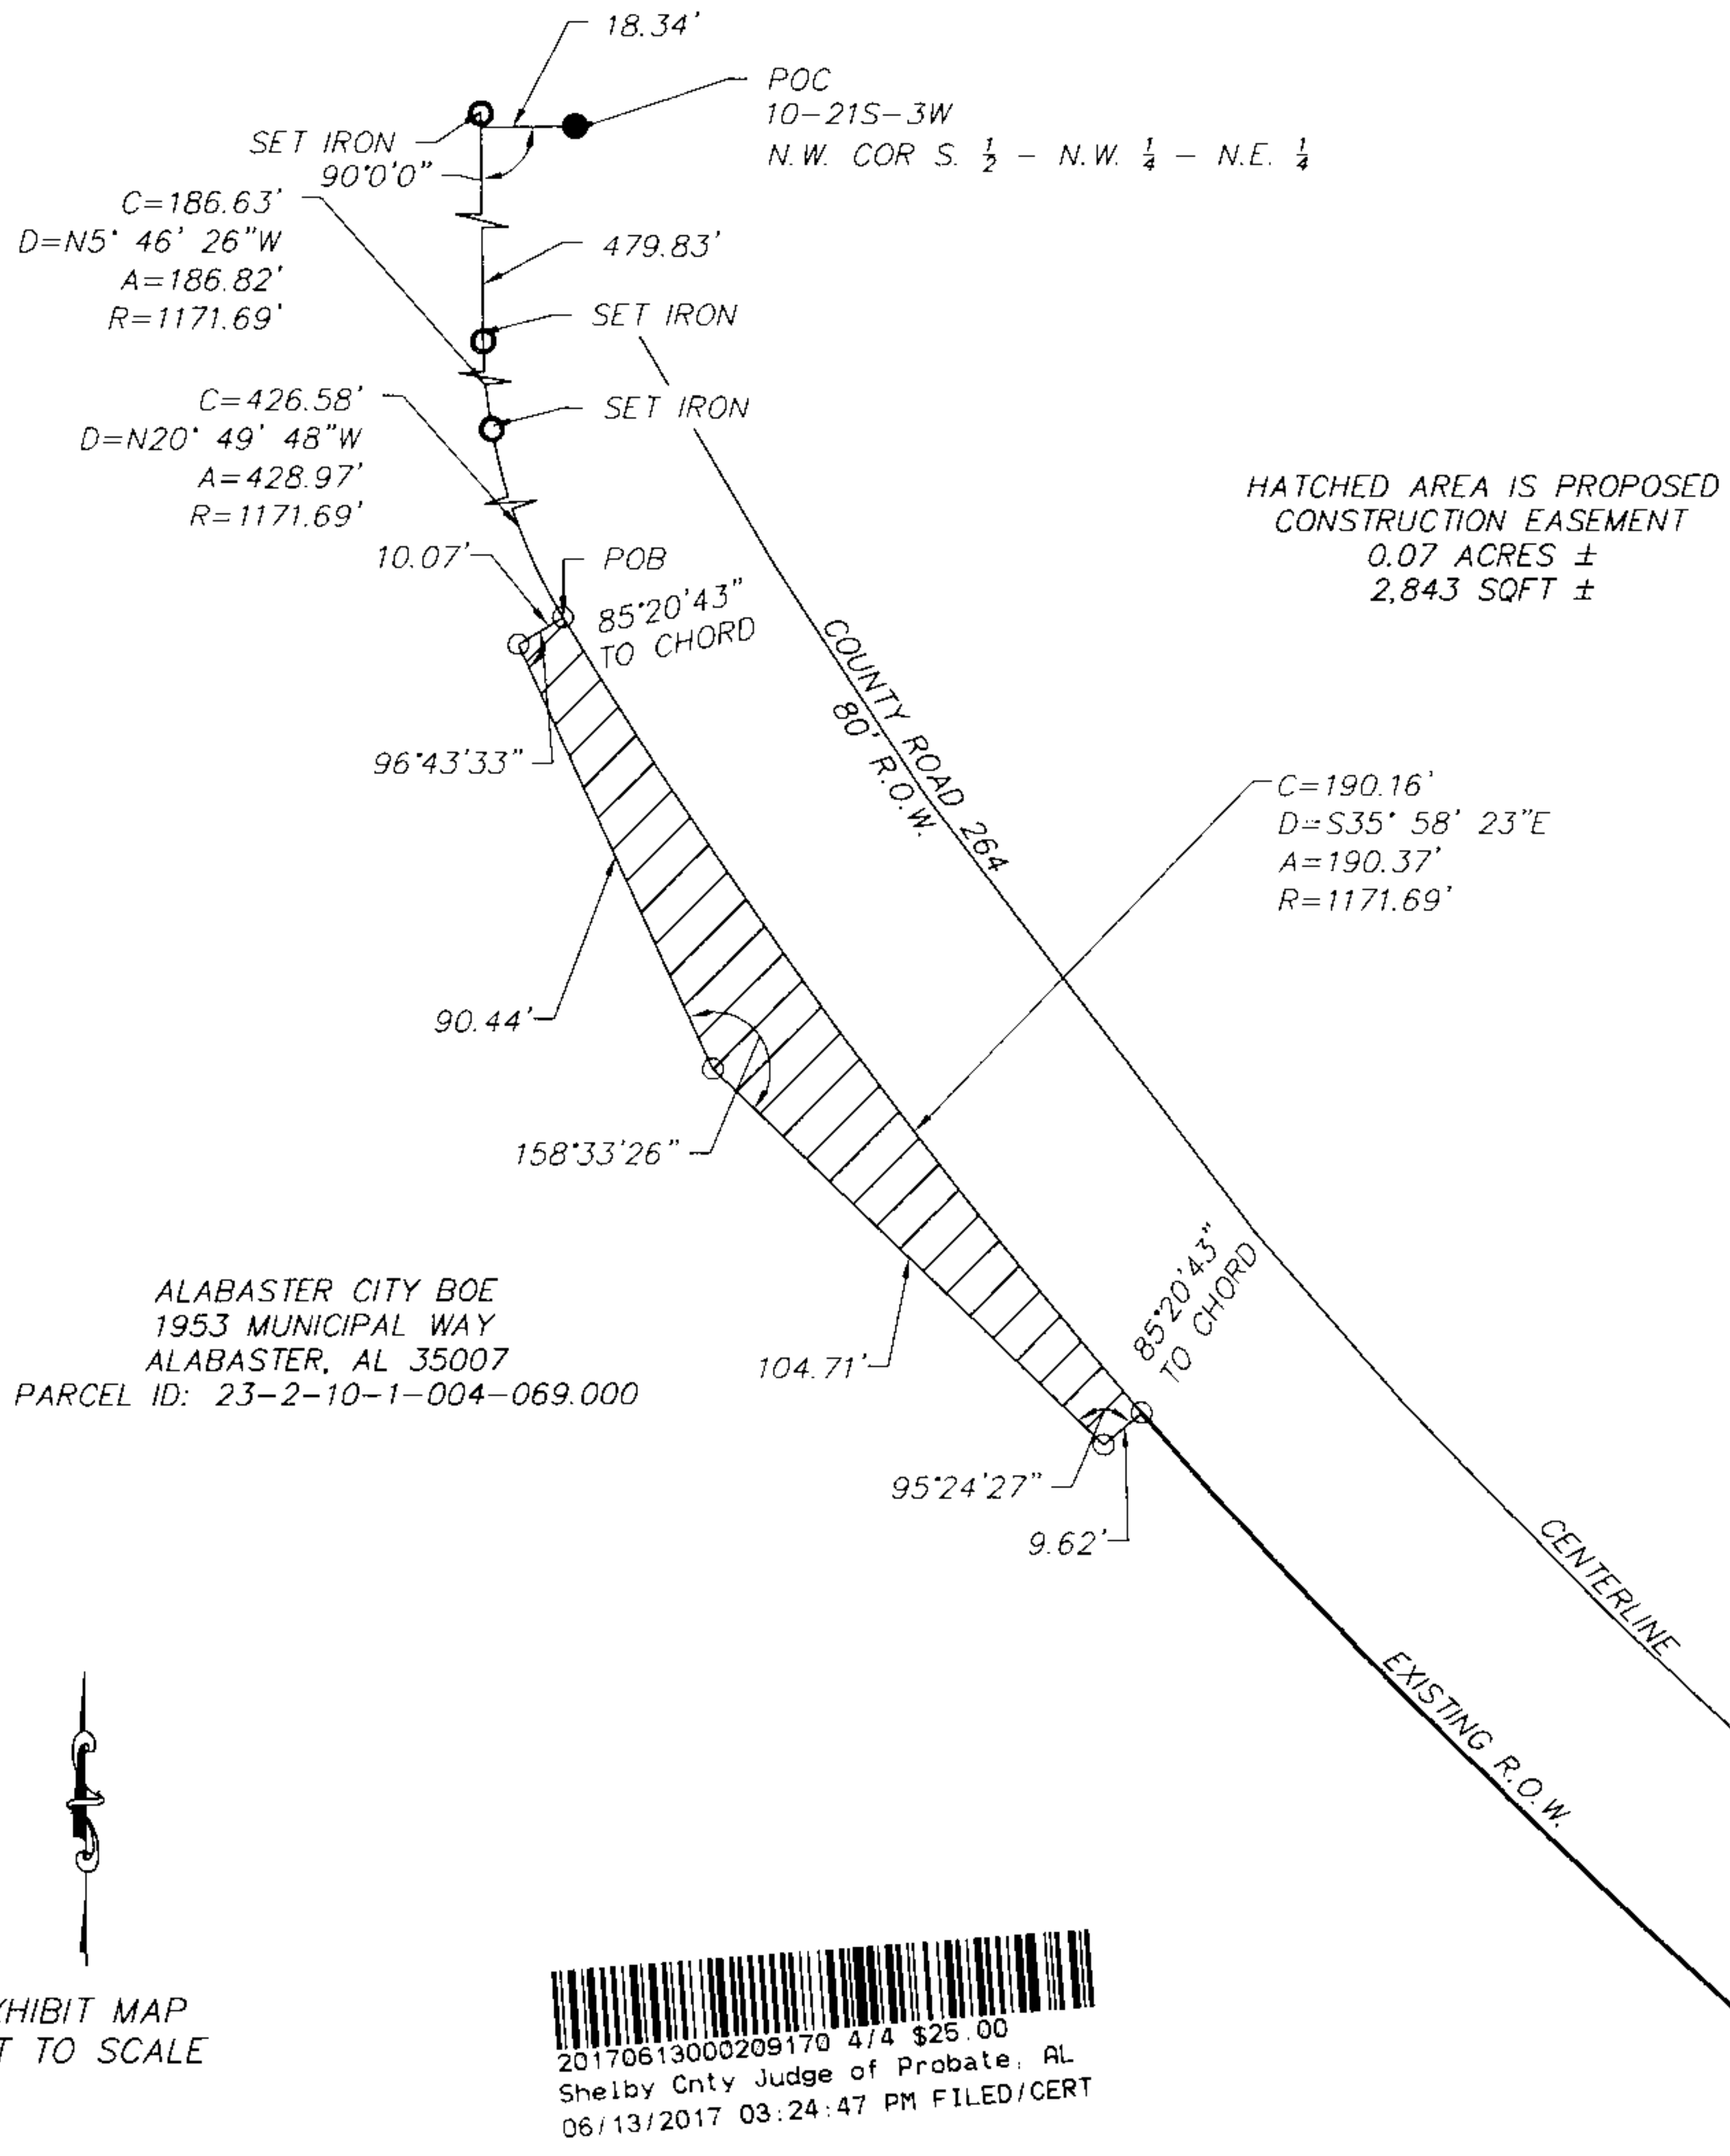 18.34'
POC
10-21S-3W
N.W. COR S. 1/2 - N.W. 1/4 - N.E. 1/4
SET IRON
90°0'0"
C=186.63'
D=N5° 46' 26"W
A=186.82'
R=1171.69'
479.83'
SET IRON
C=426.58'
D=N20° 49' 48"W
A=428.97'
R=1171.69'
SET IRON
HATCHED AREA IS PROPOSED
CONSTRUCTION EASEMENT
0.07 ACRES ±
2,843 SQFT ±
10.07'
POB
85°20'43"
TO CHORD
COUNTY ROAD 264
80' R.O.W.
96°43'33"
C=190.16'
D=S35° 58' 23"E
A=190.37'
R=1171.69'
90.44'
158°33'26"
85°20'43"
TO CHORD
ALABASTER CITY BOE
1953 MUNICIPAL WAY
ALABASTER, AL 35007
PARCEL ID: 23-2-10-1-004-069.000
104.71'
95°24'27"
9.62'
CENTERLINE
EXISTING R.O.W.
XHIBIT MAP
T TO SCALE
20170613000209170 4/4 $25.00
Shelby Cnty Judge of Probate, AL
06/13/2017 03:24:47 PM FILED/CERT